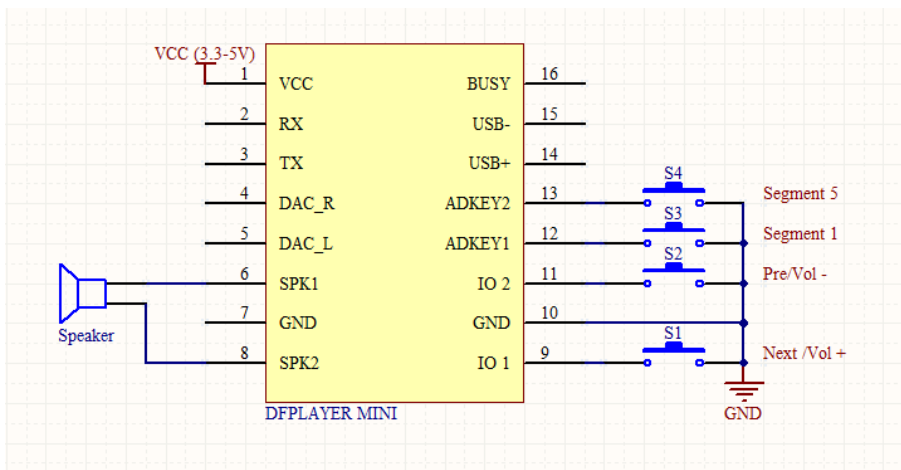 VCC (3.3-5V)
1 VCC BUSY 16
2 RX USB- 15
3 TX USB+ 14
S4
4 DAC_R ADKEY2 13 Segment 5
S3
5 DAC_L ADKEY1 12 Segment 1
S2
6 SPK1 IO 2 11 Pre/Vol -
7 GND GND 10
Speaker
S1
8 SPK2 IO 1 9 Next /Vol +
DFPLAYER MINI GND